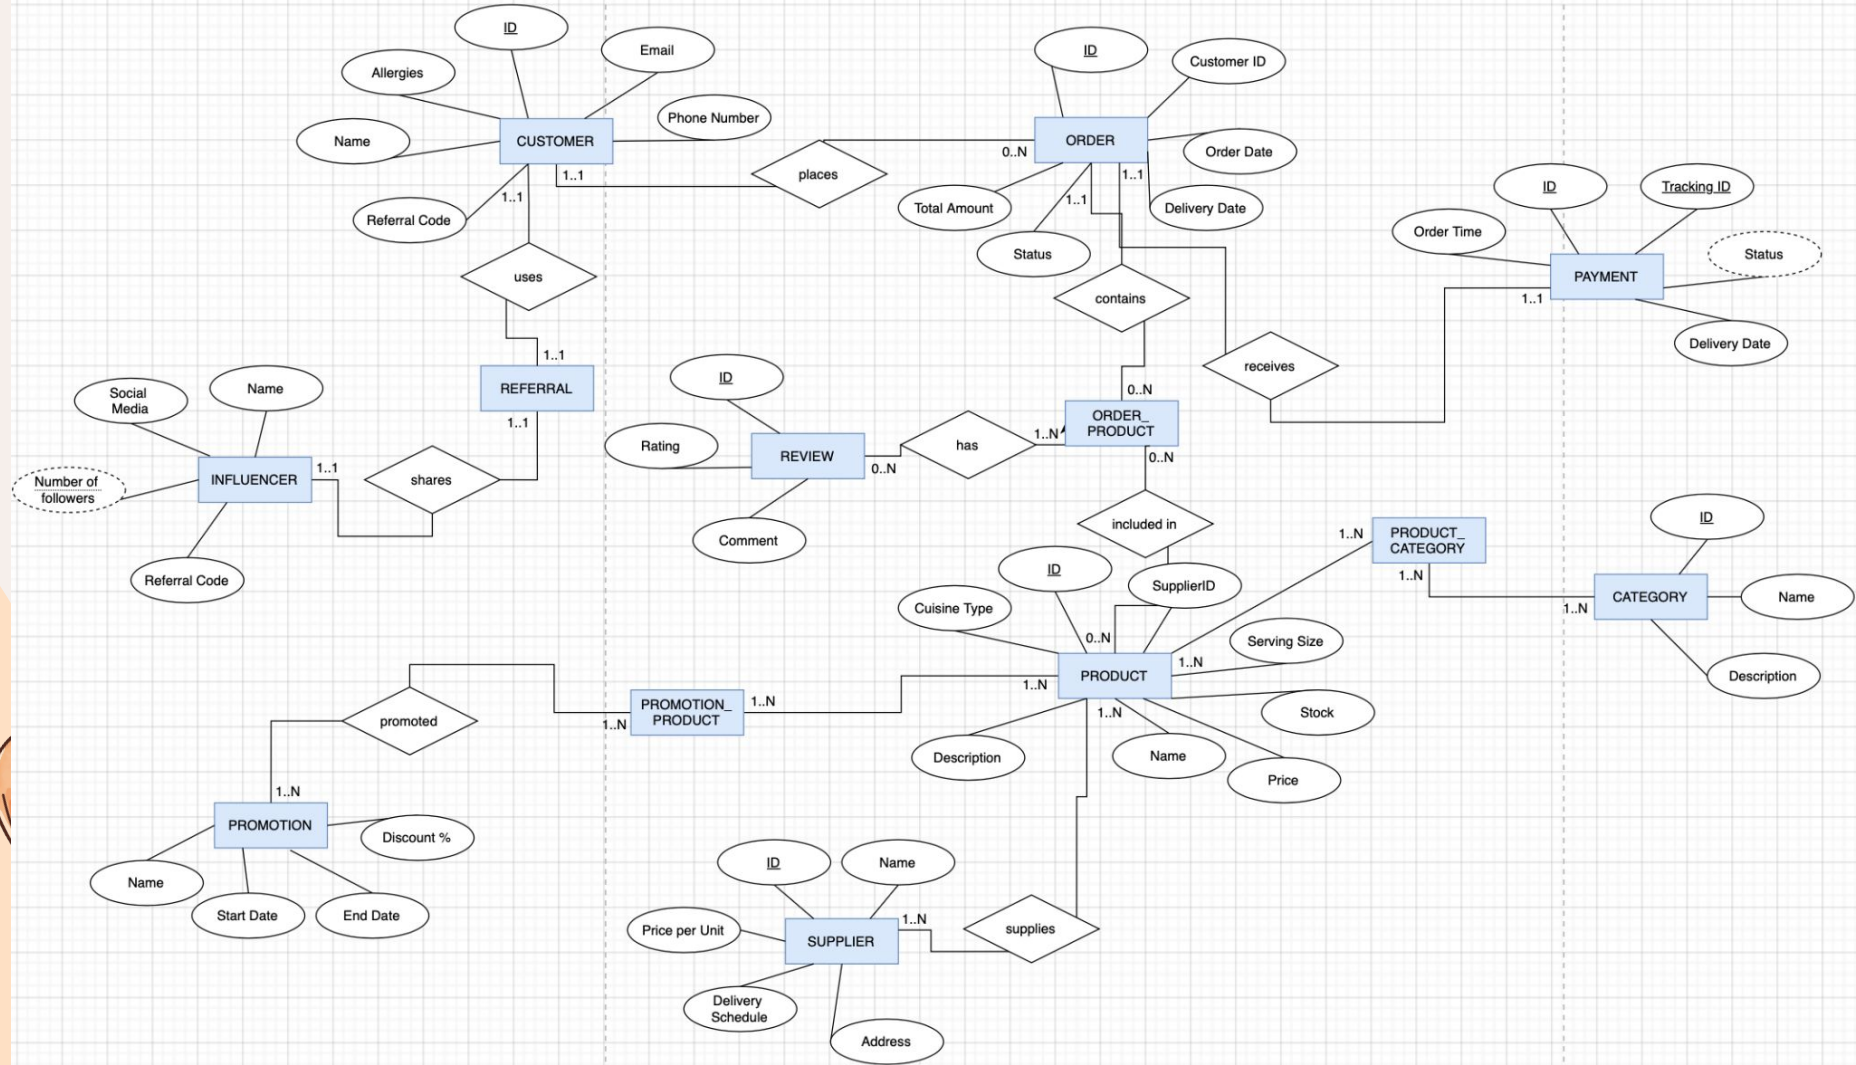 ID
Email
Allergies
Phone Number
Name
CUSTOMER
1..1
1..1
Referral Code
places
uses
1..1
REFERRAL
1..1
Social
Media
Name
Number of
followers
INFLUENCER
1..1
shares
Referral Code
ID
Customer ID
ORDER
0..N
Order Date
1..1
1..1
Total Amount
Delivery Date
Status
contains
receives
ID
Tracking ID
Order Time
Status
PAYMENT
1..1
Delivery Date
0..N
ORDER_
PRODUCT
1..N
0..N
ID
Rating
REVIEW
0..N
has
Comment
included in
ID
SupplierID
Cuisine Type
0..N
Serving Size
PRODUCT
1..N
1..N
1..N
Stock
Description
Name
Price
1..N
PRODUCT_
CATEGORY
1..N
ID
1..N
CATEGORY
Name
Description
promoted
PROMOTION_
PRODUCT
1..N
1..N
1..N
PROMOTION
Discount %
Name
Start Date
End Date
ID
Name
Price per Unit
SUPPLIER
1..N
supplies
Delivery
Schedule
Address